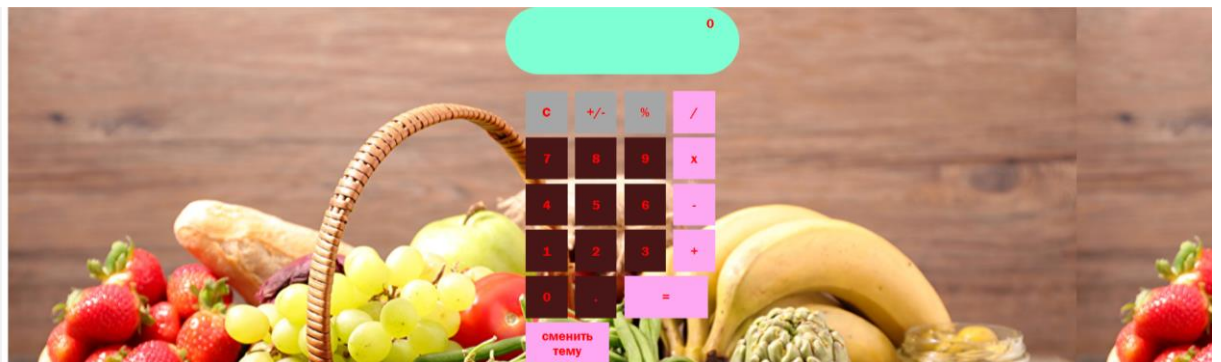 0
c +/- % /
7 8 9 x
4 5 6 -
1 2 3 +
0 . =
сменить
тему